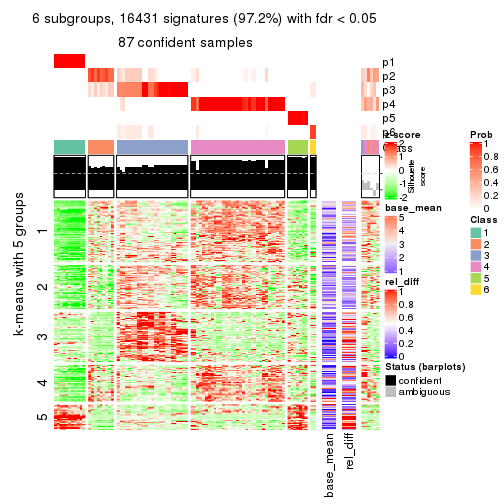 6 subgroups, 16431 signatures (97.2%) with fdr < 0.05
87 confident samples
p1
p2
p3
p4
p5
p6
Class
Silhouette
score
k-means with 5 groups
1
2
3
4
5
base_mean
rel_diff
z-score
2
1
0
-1
-2
base_mean
5
4
3
2
1
rel_diff
1
0.8
0.6
0.4
0.2
0
Status (barplots)
confident
ambiguous
Prob
1
0.8
0.6
0.4
0.2
0
Class
1
2
3
4
5
6